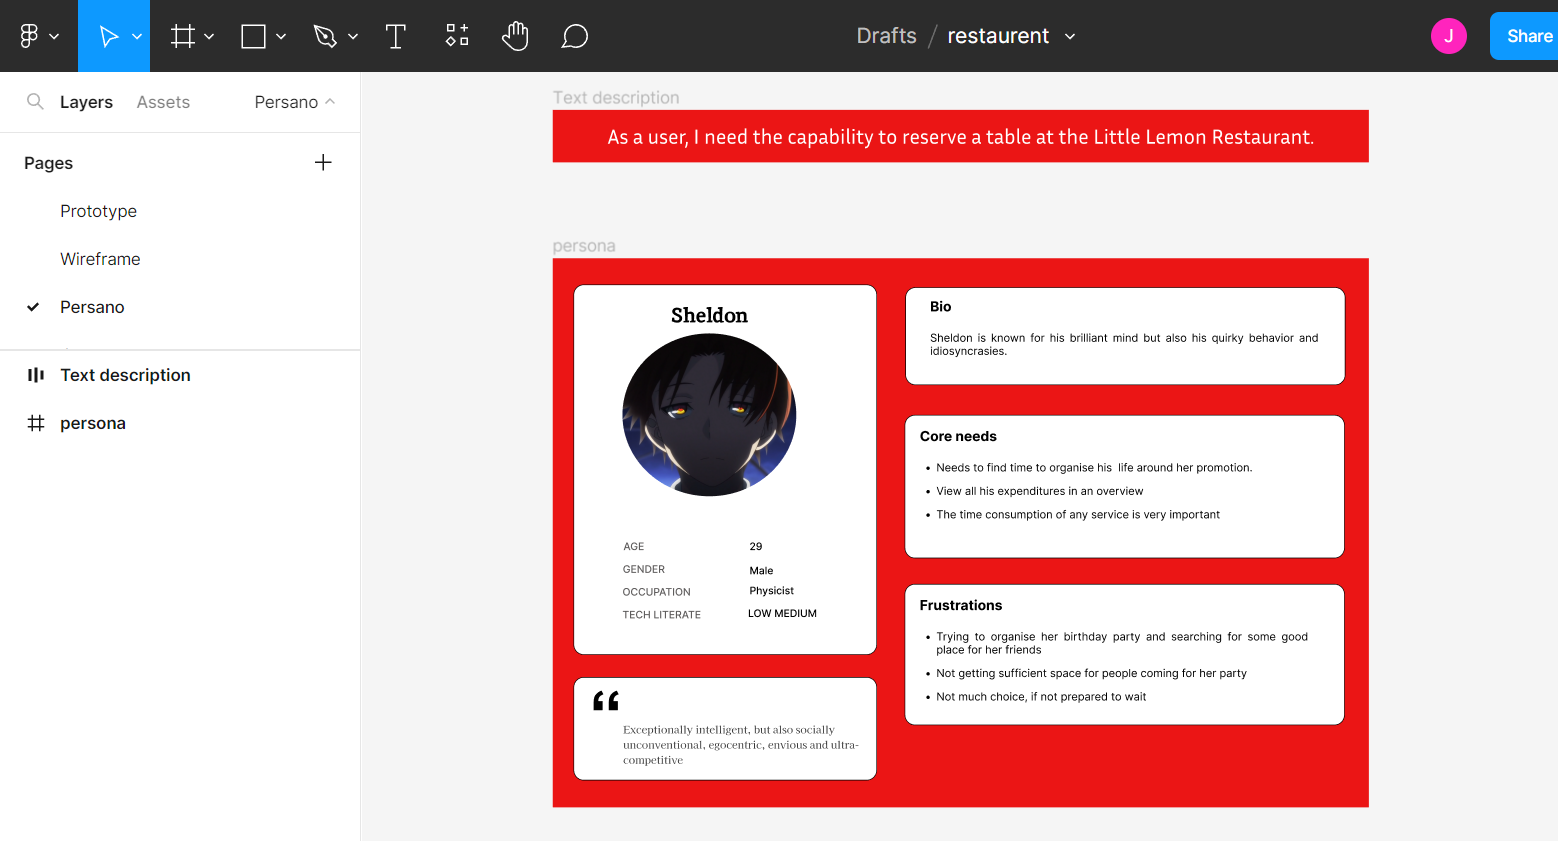 Drafts / restaurent
J
Share
Layers
Assets
Persano
Pages
Prototype
Wireframe
Persano
Text description
persona
Text description
As a user, I need the capability to reserve a table at the Little Lemon Restaurant.
persona
Sheldon
AGE 29
GENDER Male
OCCUPATION Physicist
TECH LITERATE LOW MEDIUM
“
Exceptionally intelligent, but also socially
unconventional, egocentric, envious and ultra-
competitive
Bio
Sheldon is known for his brilliant mind but also his quirky behavior and
idiosyncrasies.
Core needs
• Needs to find time to organise his life around her promotion.
• View all his expenditures in an overview
• The time consumption of any service is very important
Frustrations
• Trying to organise her birthday party and searching for some good
place for her friends
• Not getting sufficient space for people coming for her party
• Not much choice, if not prepared to wait